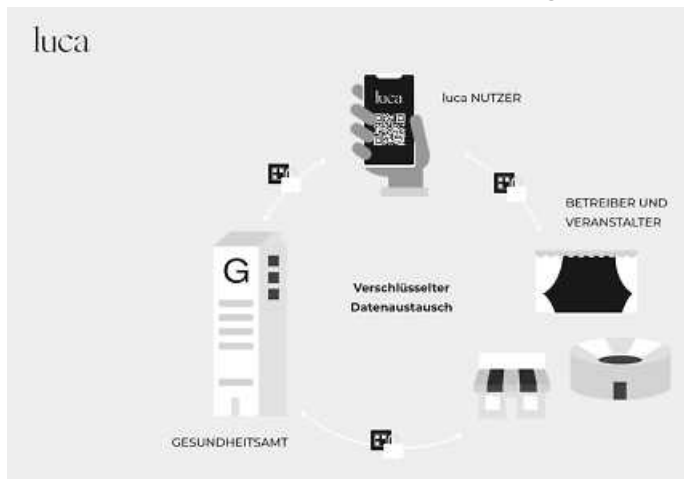 luca
luca
luca NUTZER
BETREIBER UND
VERANSTALTER
G
Verschlüsselter
Datenaustausch
GESUNDHEITSAMT